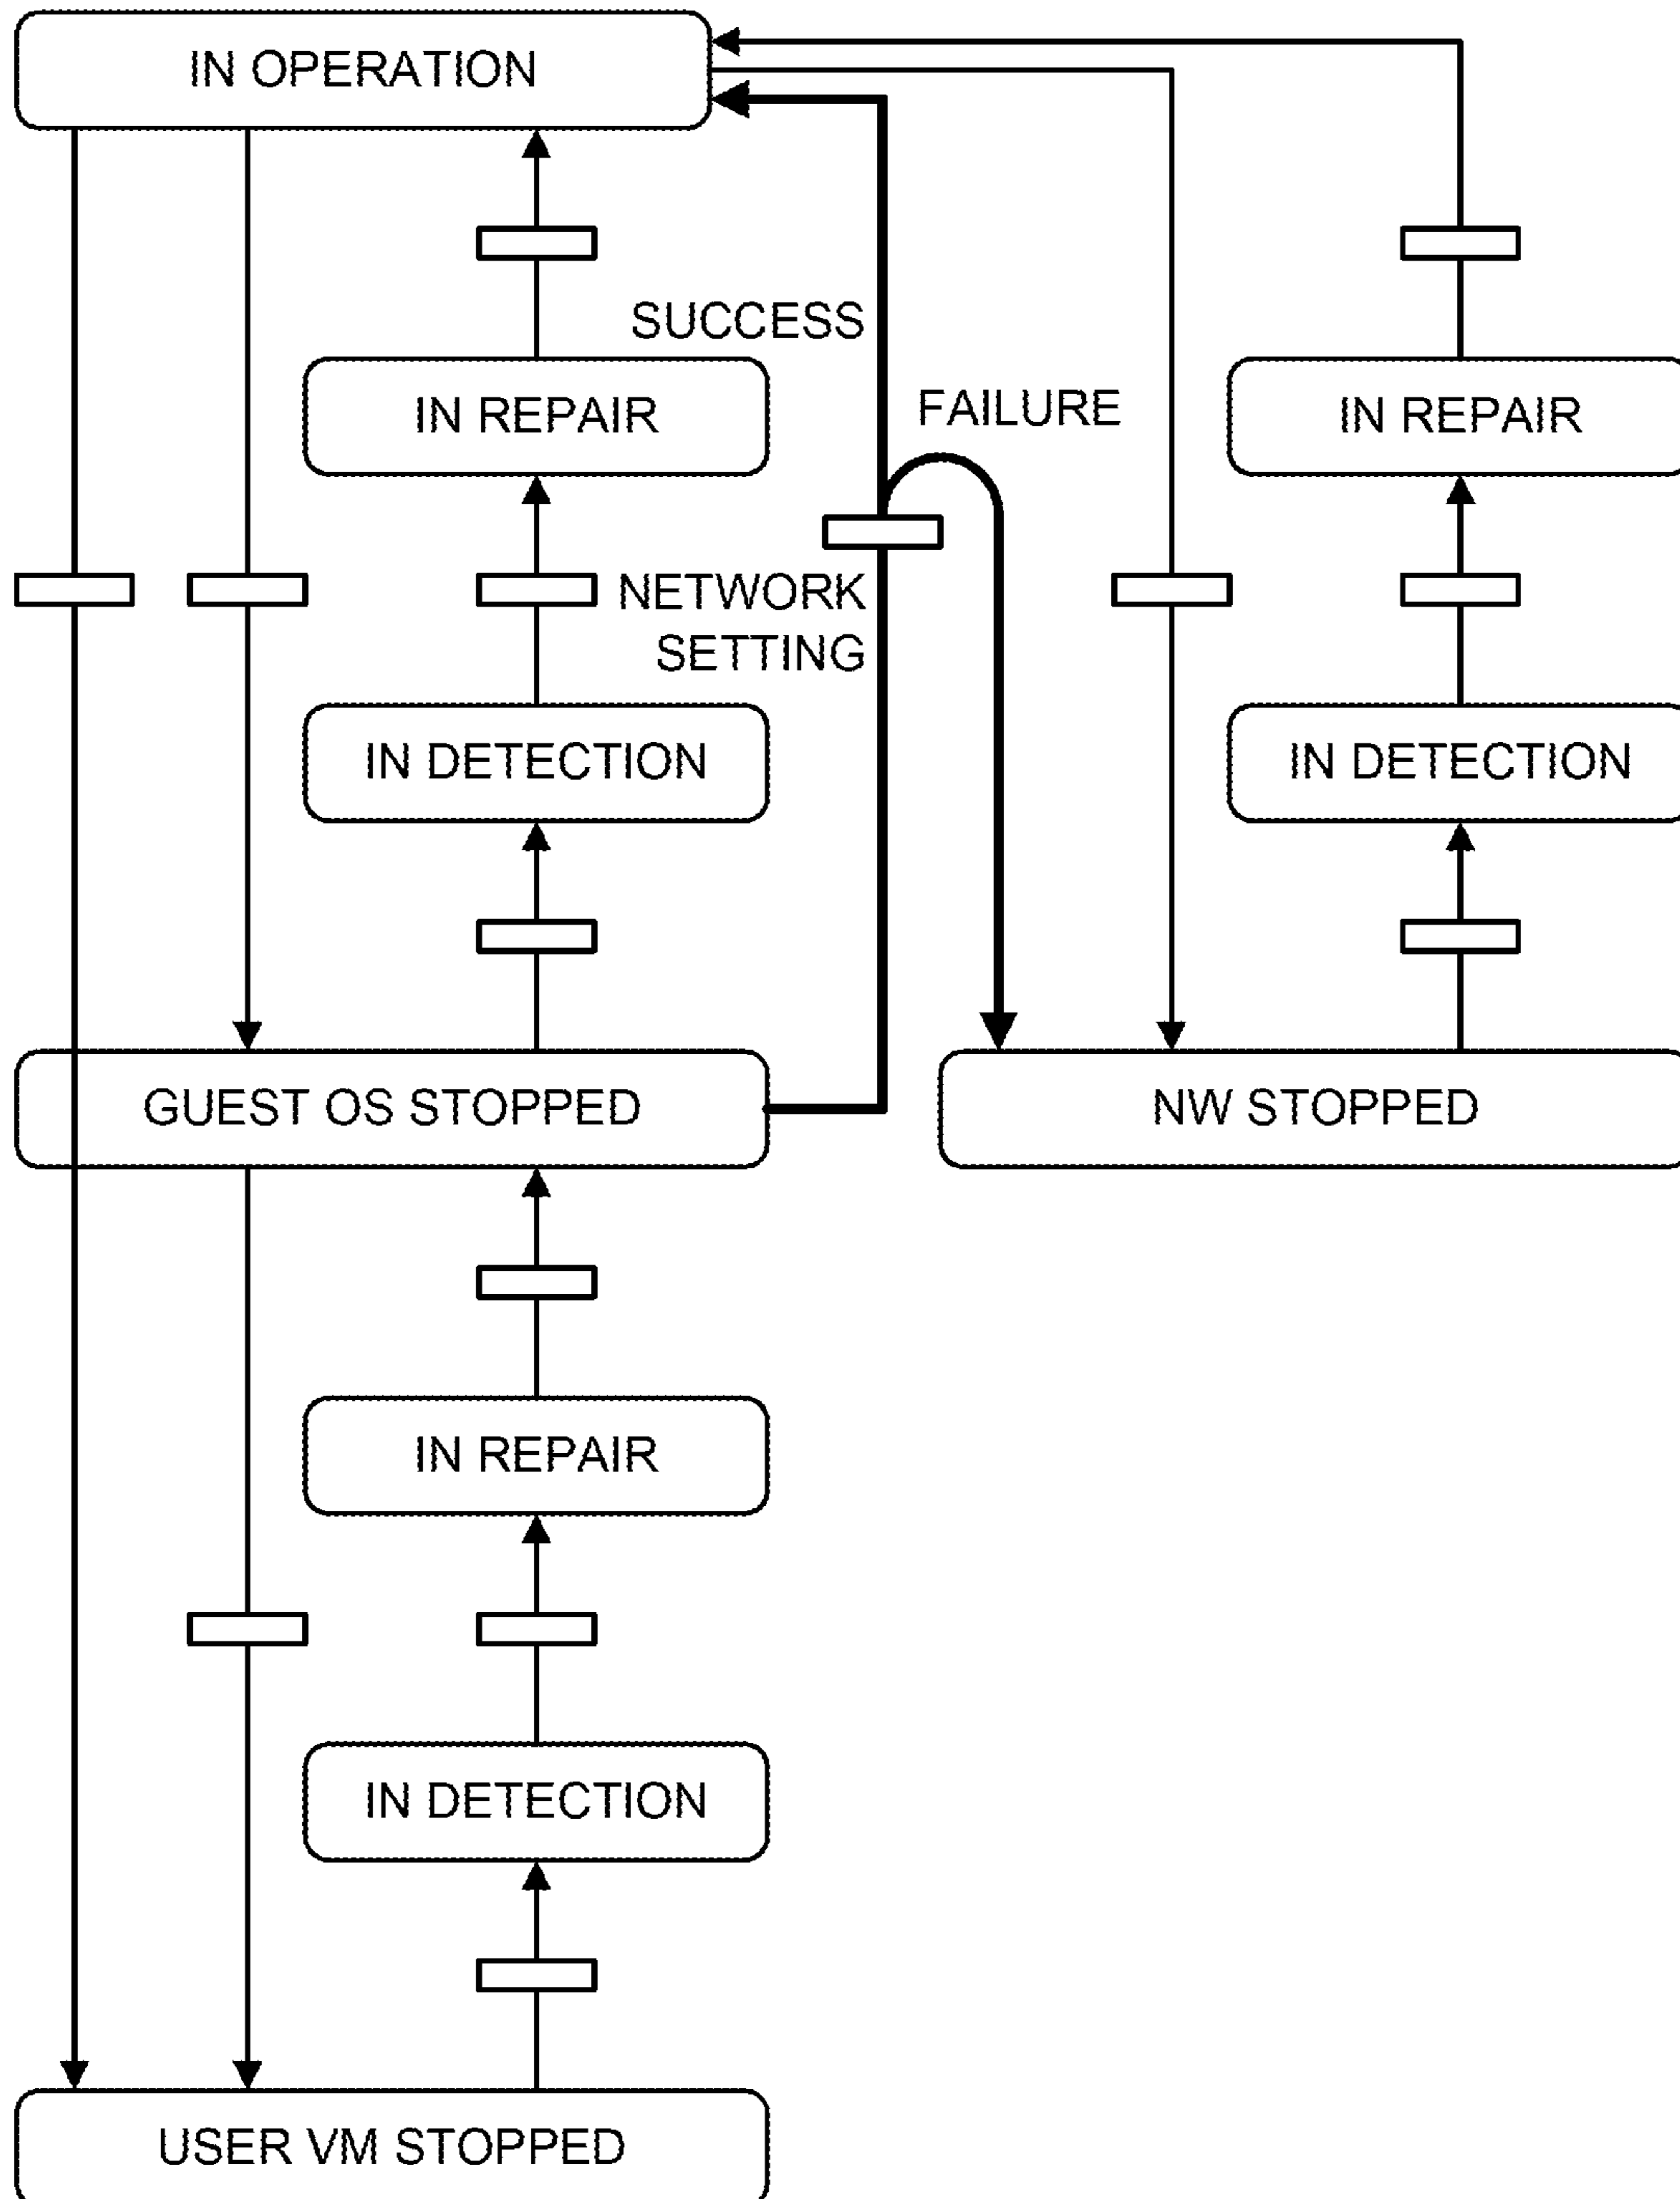 IN OPERATION
SUCCESS
IN REPAIR
FAILURE
IN REPAIR
NETWORK
SETTING
IN DETECTION
IN DETECTION
GUEST OS STOPPED
NW STOPPED
IN REPAIR
IN DETECTION
USER VM STOPPED